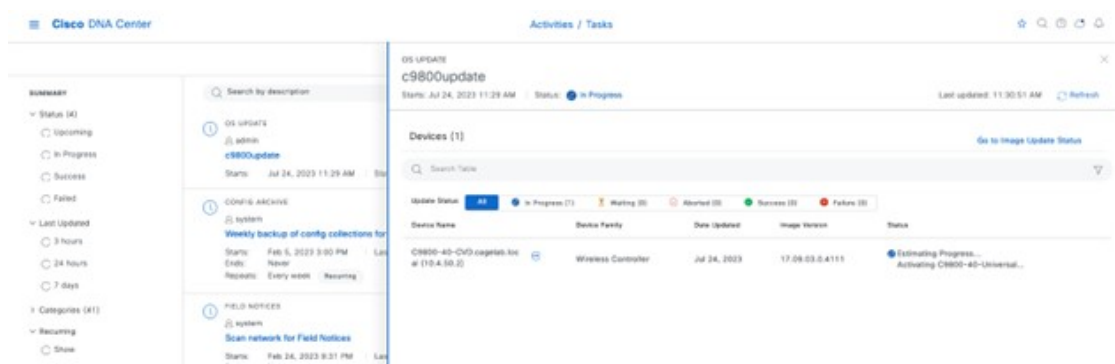 Cisco DNA Center
Activities / Tasks
SUMMARY
Status (4)
Upcoming
In Progress
Success
Failed
Last Updated
3 hours
24 hours
7 days
Categories (41)
Recurring
Show
Search by description
OS UPDATE
admin
c9800update
Starts: Jul 24, 2023 11:29 AM
CONFIG ARCHIVE
system
Weekly backup of config collections for
Starts: Feb 5, 2023 3:00 PM
Ends: Never
Repeats: Every week Recurring
FIELD NOTICES
system
Scan network for Field Notices
Starts: Feb 24, 2023 9:31 PM
OS UPDATE
c9800update
Starts: Jul 24, 2023 11:29 AM Status: In Progress
Last updated: 11:30:51 AM Refresh
Devices (1)
Go to Image Update Status
Search Table
Update Status All In Progress (1) Waiting (0) Aborted (0) Success (0) Failure (0)
Device Name Device Family Date Updated Image Version Status
C9800-40-CVD.cagelab.loc
al (10.4.50.2)
Wireless Controller Jul 24, 2023 17.09.03.0.4111
Estimating Progress...
Activating C9800-40-Universal...